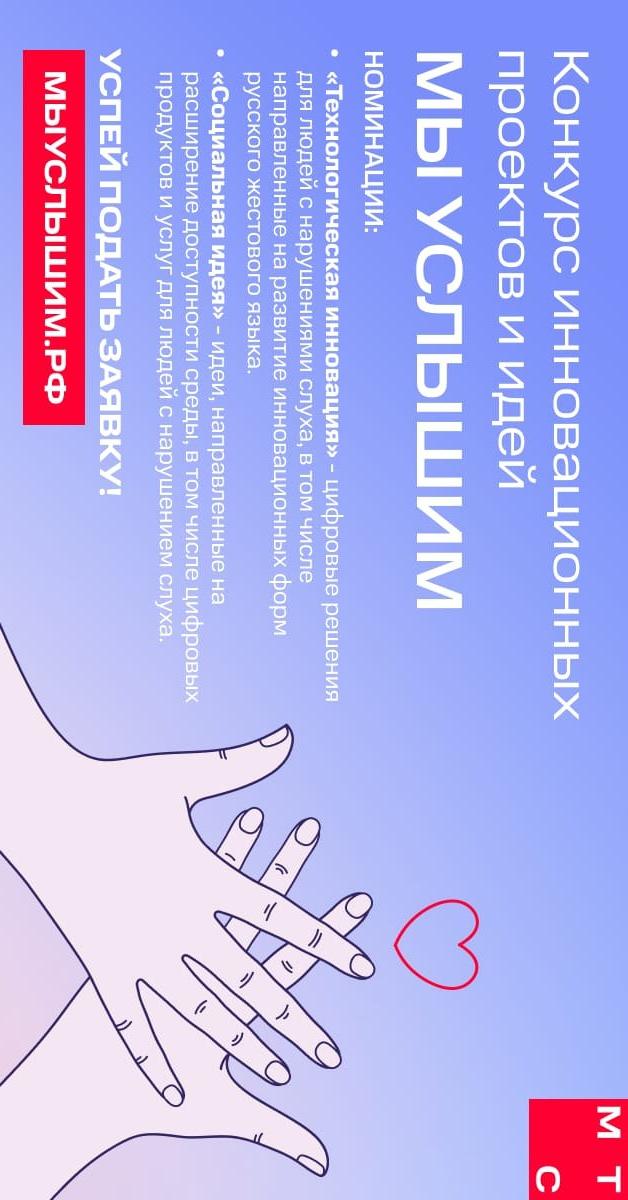 Конкурс инновационных
проектов и идей
МЫ УСЛЫШИМ
НОМИНАЦИИ:
• «Технологическая инновация» – цифровые решения
для людей с нарушениями слуха, в том числе
направленные на развитие инновационных форм
русского жестового языка.
• «Социальная идея» – идеи, направленные на
расширение доступности среды, в том числе цифровых
продуктов и услуг для людей с нарушением слуха.
УСПЕЙ ПОДАТЬ ЗАЯВКУ!
МЫУСЛЫШИМ.РФ
М Т
С